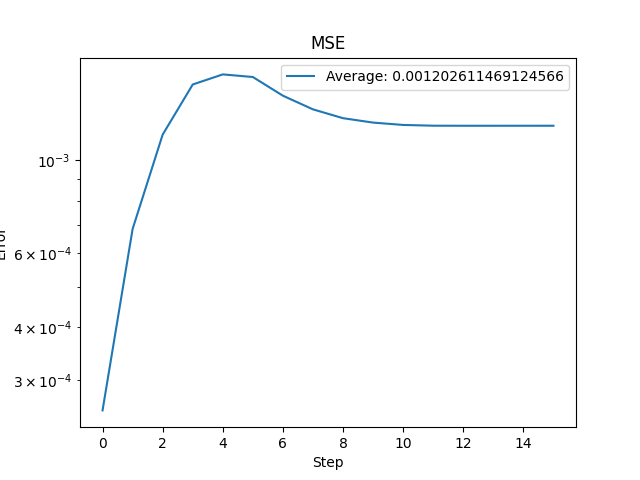 MSE
Average: 0.001202611469124566
10⁻³
6 × 10⁻⁴
4 × 10⁻⁴
3 × 10⁻⁴
Error
0 2 4 6 8 10 12 14
Step